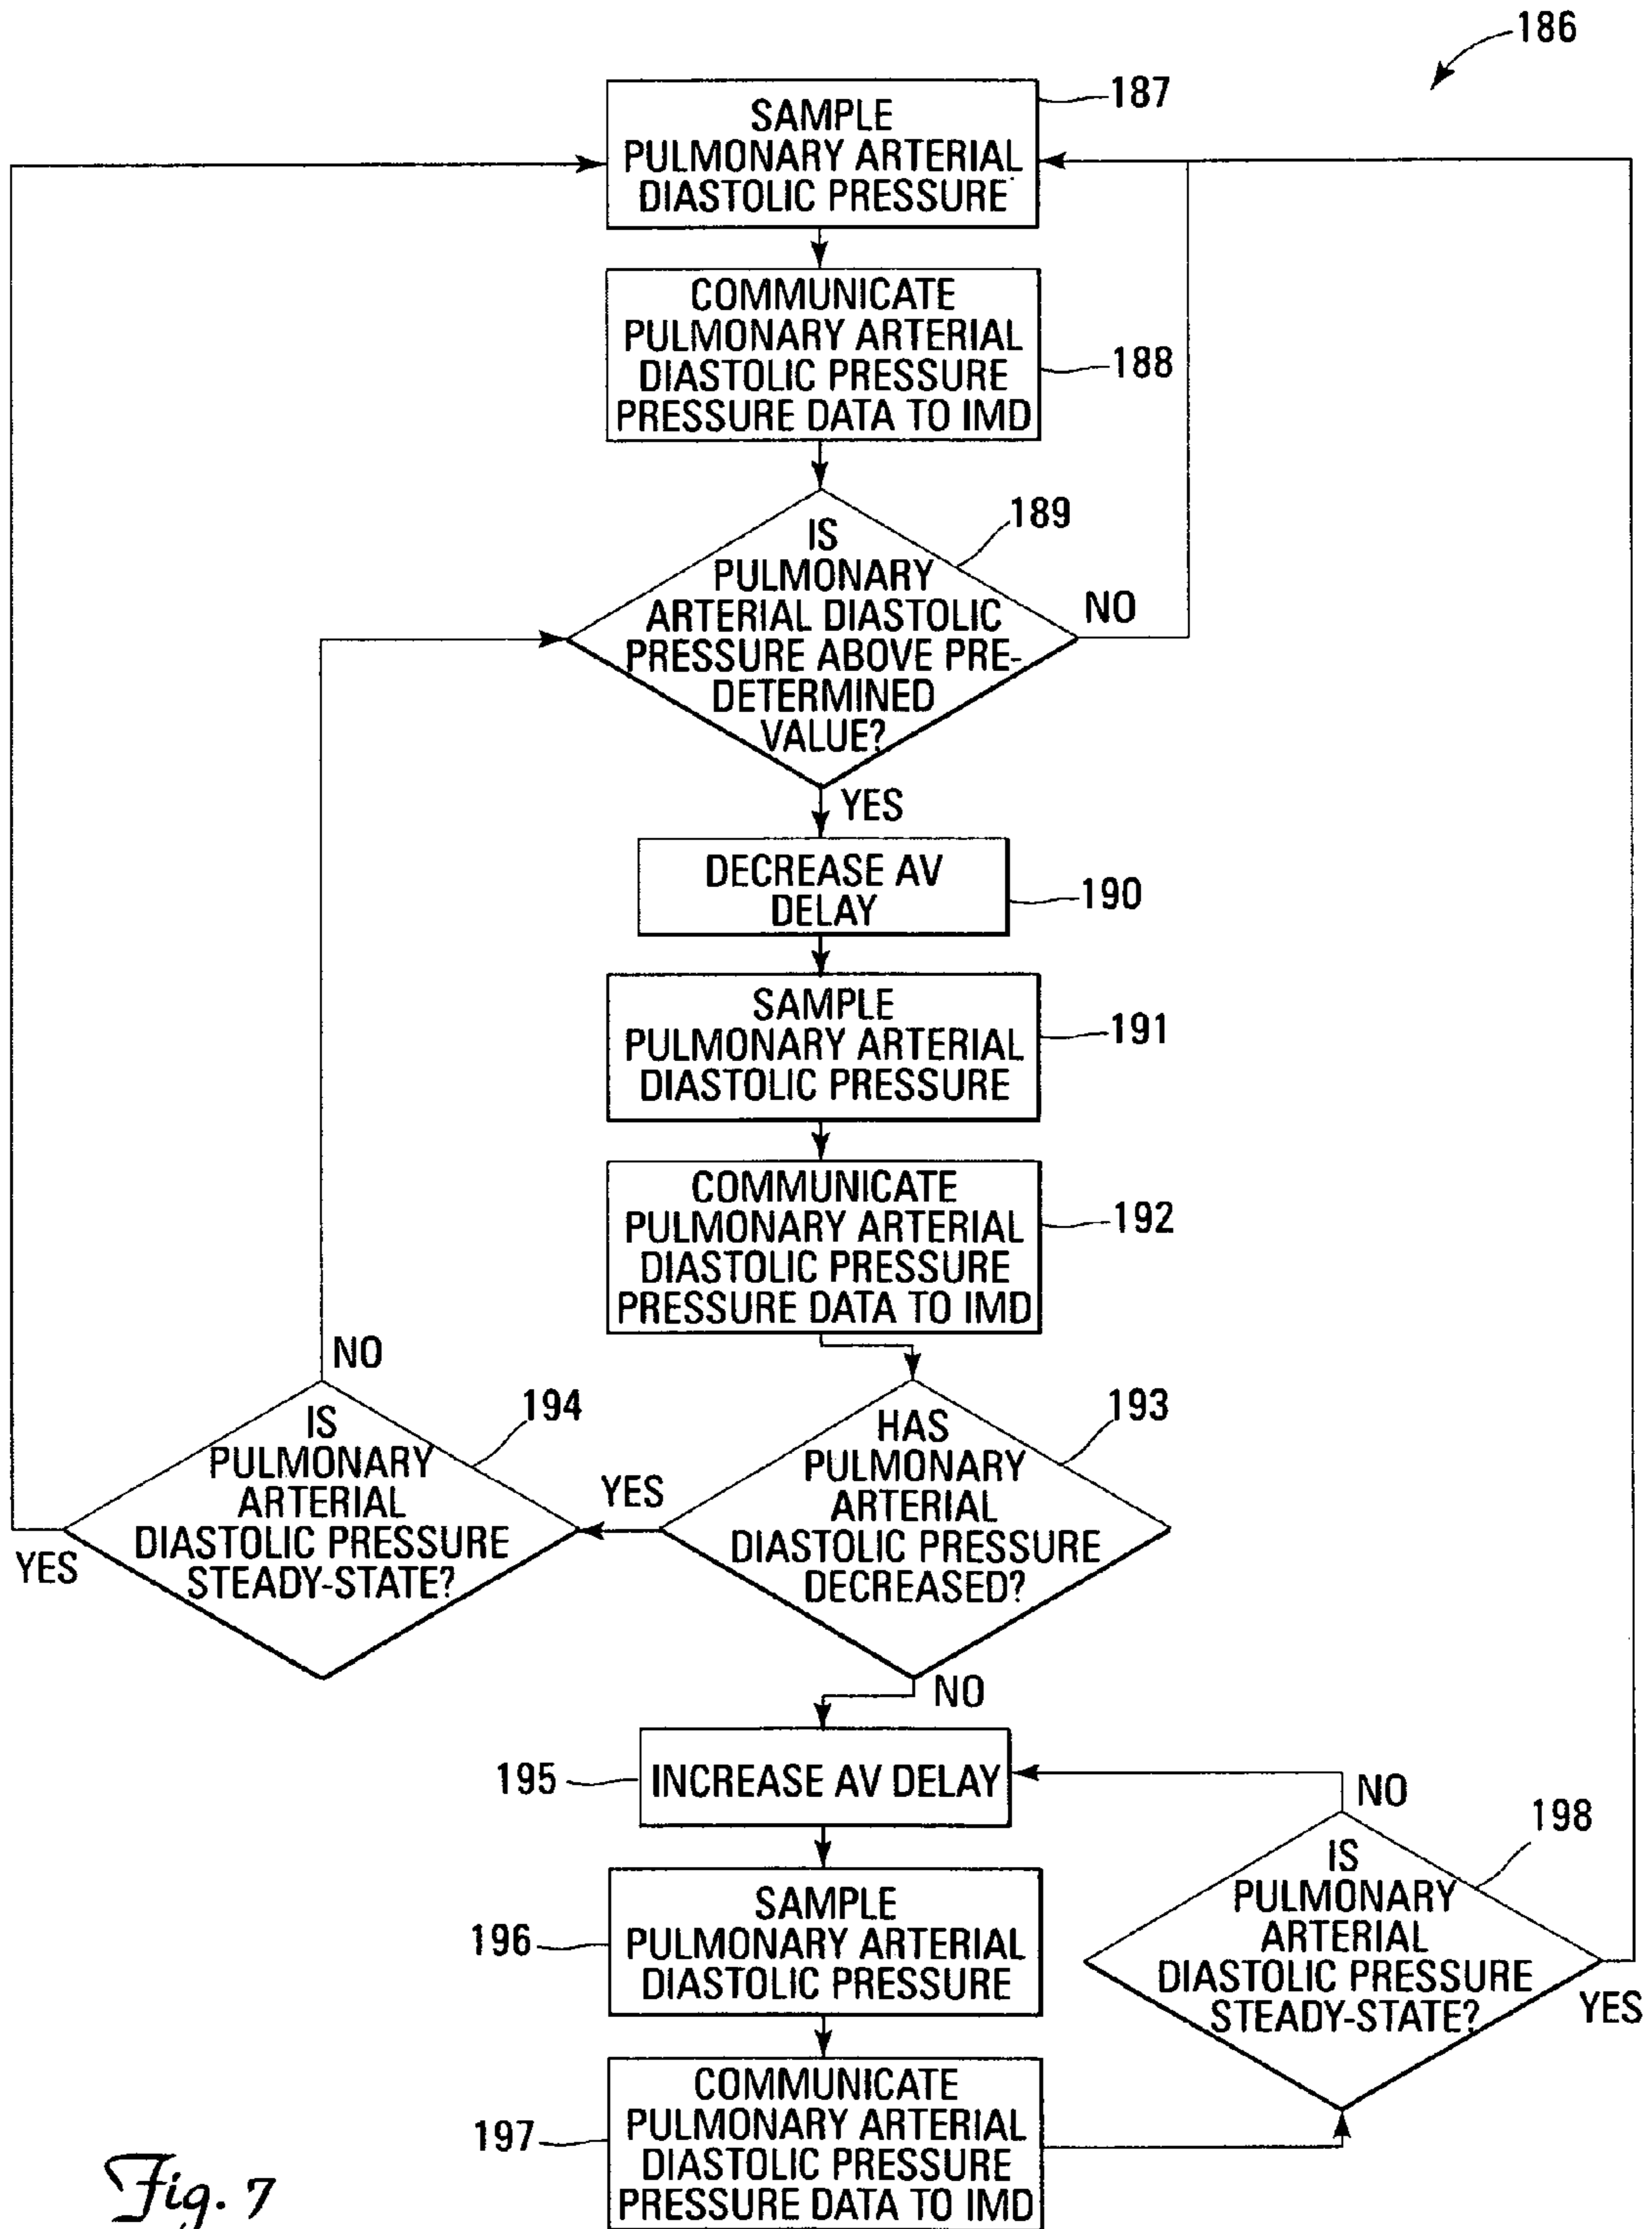 186
SAMPLE
PULMONARY ARTERIAL
DIASTOLIC PRESSURE
187
COMMUNICATE
PULMONARY ARTERIAL
DIASTOLIC PRESSURE
PRESSURE DATA TO IMD
188
IS
PULMONARY
ARTERIAL DIASTOLIC
PRESSURE ABOVE PRE-
DETERMINED
VALUE?
189
NO
YES
DECREASE AV
DELAY
190
SAMPLE
PULMONARY ARTERIAL
DIASTOLIC PRESSURE
191
COMMUNICATE
PULMONARY ARTERIAL
DIASTOLIC PRESSURE
PRESSURE DATA TO IMD
192
HAS
PULMONARY
ARTERIAL
DIASTOLIC PRESSURE
DECREASED?
193
YES
NO
IS
PULMONARY
ARTERIAL
DIASTOLIC PRESSURE
STEADY-STATE?
194
NO
YES
INCREASE AV DELAY
195
SAMPLE
PULMONARY ARTERIAL
DIASTOLIC PRESSURE
196
COMMUNICATE
PULMONARY ARTERIAL
DIASTOLIC PRESSURE
PRESSURE DATA TO IMD
197
IS
PULMONARY
ARTERIAL
DIASTOLIC PRESSURE
STEADY-STATE?
198
NO
YES
Fig. 7